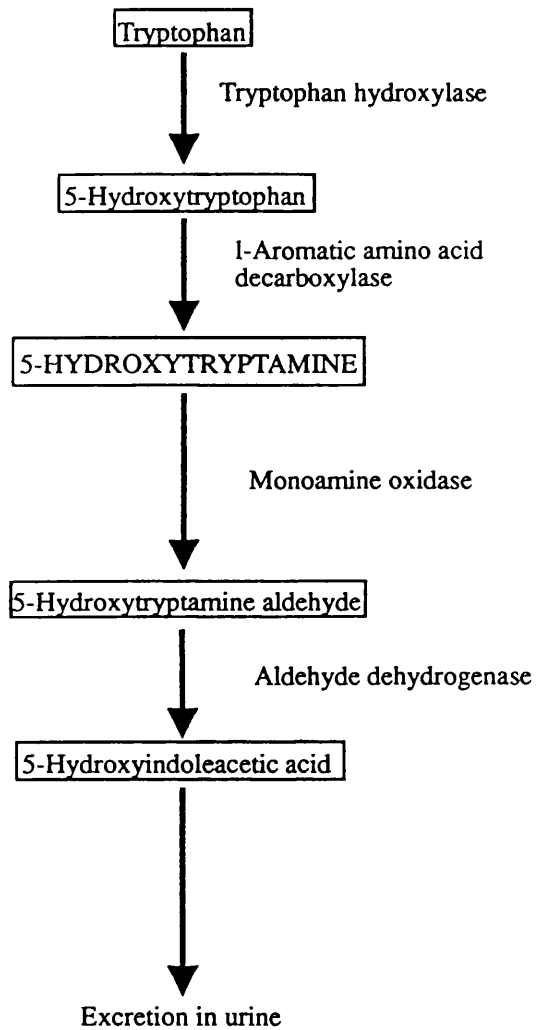 Tryptophan
Tryptophan hydroxylase
5-Hydroxytryptophan
l-Aromatic amino acid
decarboxylase
5-HYDROXYTRYPTAMINE
Monoamine oxidase
5-Hydroxytryptamine aldehyde
Aldehyde dehydrogenase
5-Hydroxyindoleacetic acid
Excretion in urine